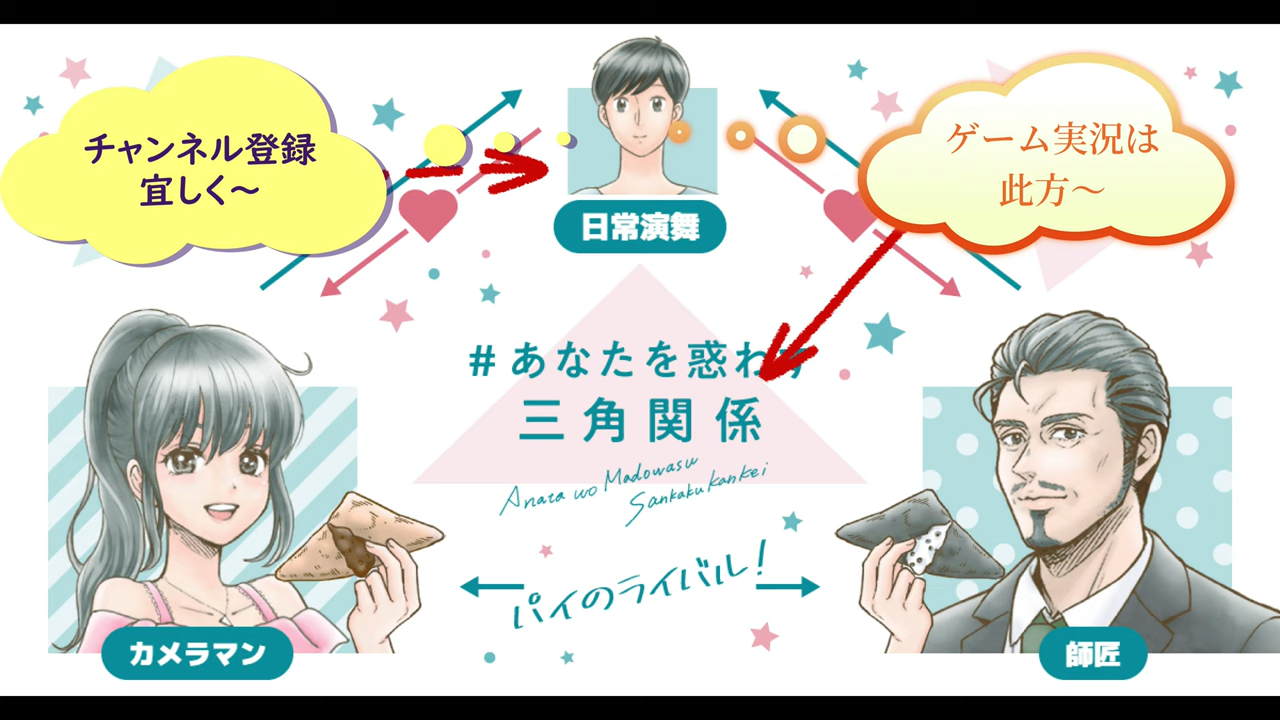 チャンネル登録
宜しく～
ゲーム実況は
此方～
日常演舞
#あなたを惑わす
三角関係
Anata wo Madowasu
Sankaku kankei
パイのライバル!
カメラマン
師匠